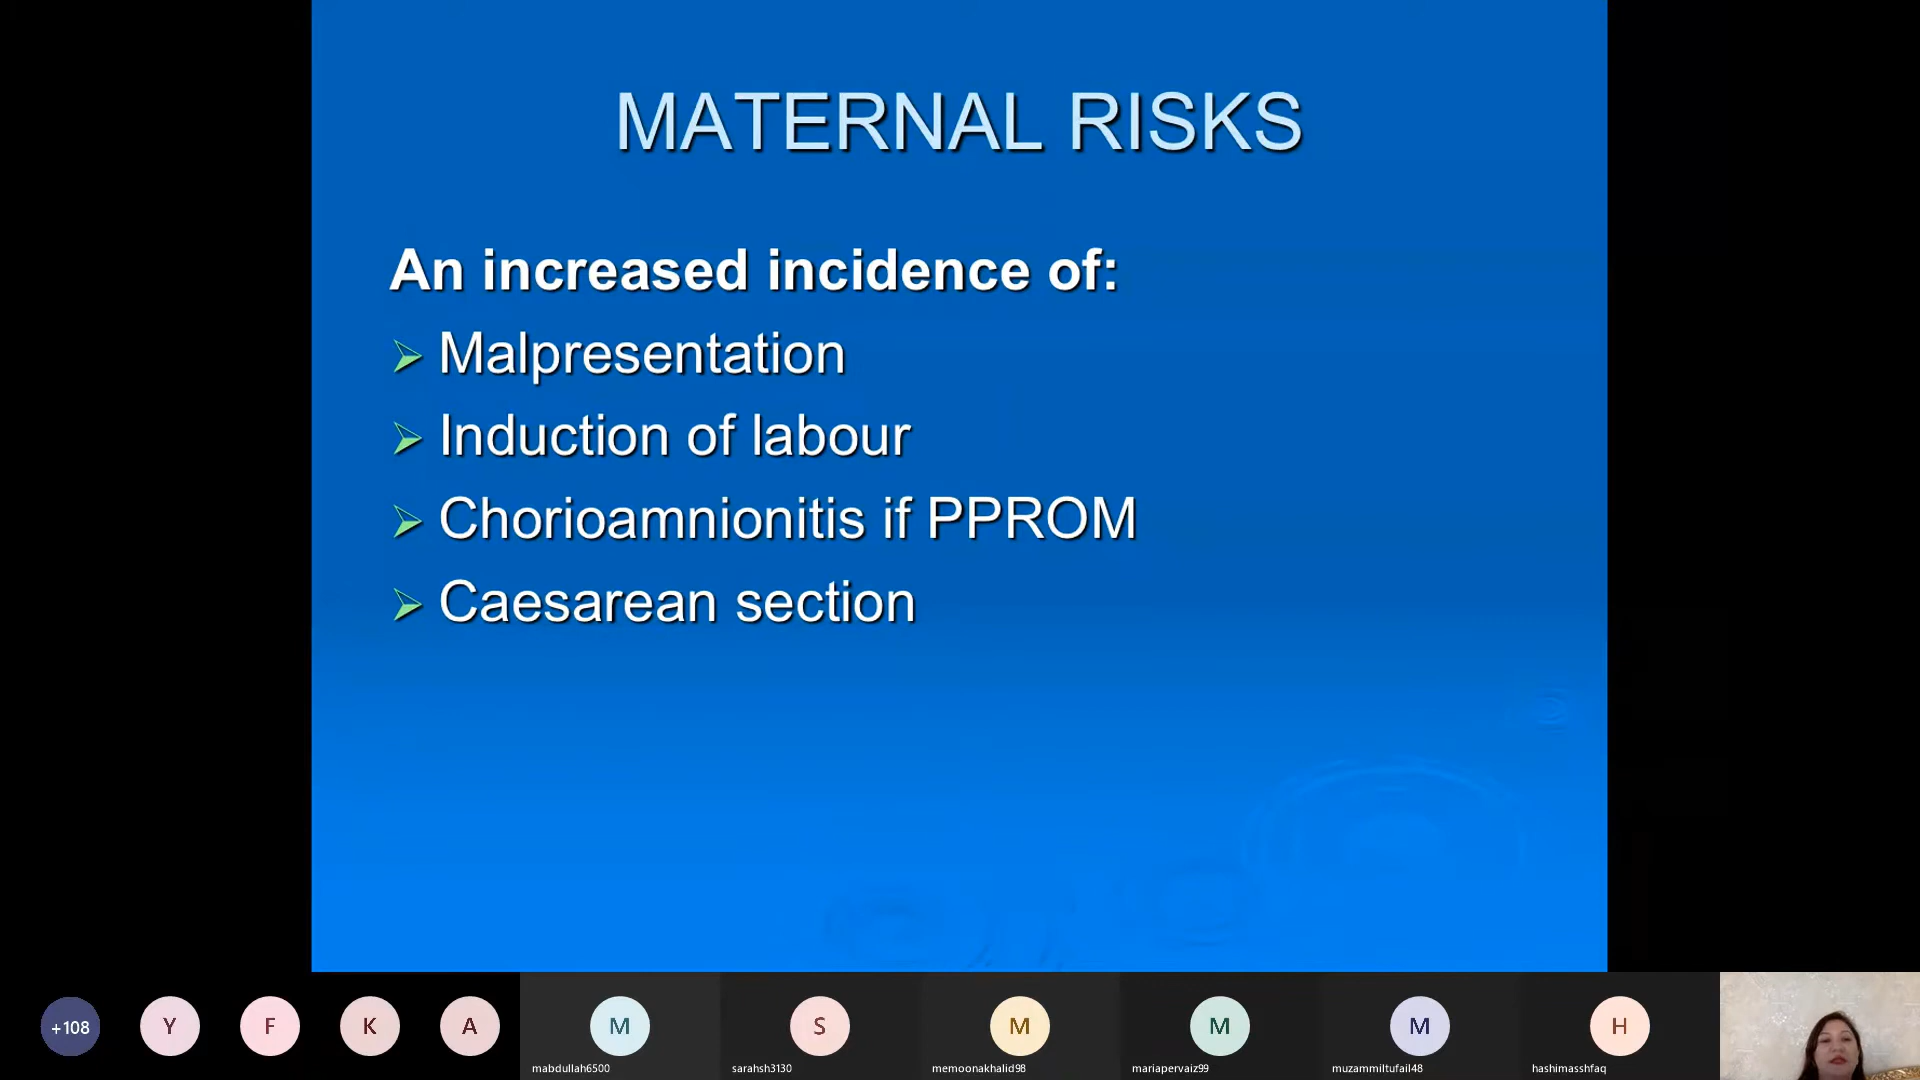 MATERNAL RISKS
An increased incidence of:
Malpresentation
Induction of labour
Chorioamnionitis if PPROM
Caesarean section
+108
Y
F
K
A
M
S
M
M
M
H
mabdullah6500
sarahsh3130
memoonakhalid98
mariapervaiz99
muzammiltufail48
hashimasshfaq